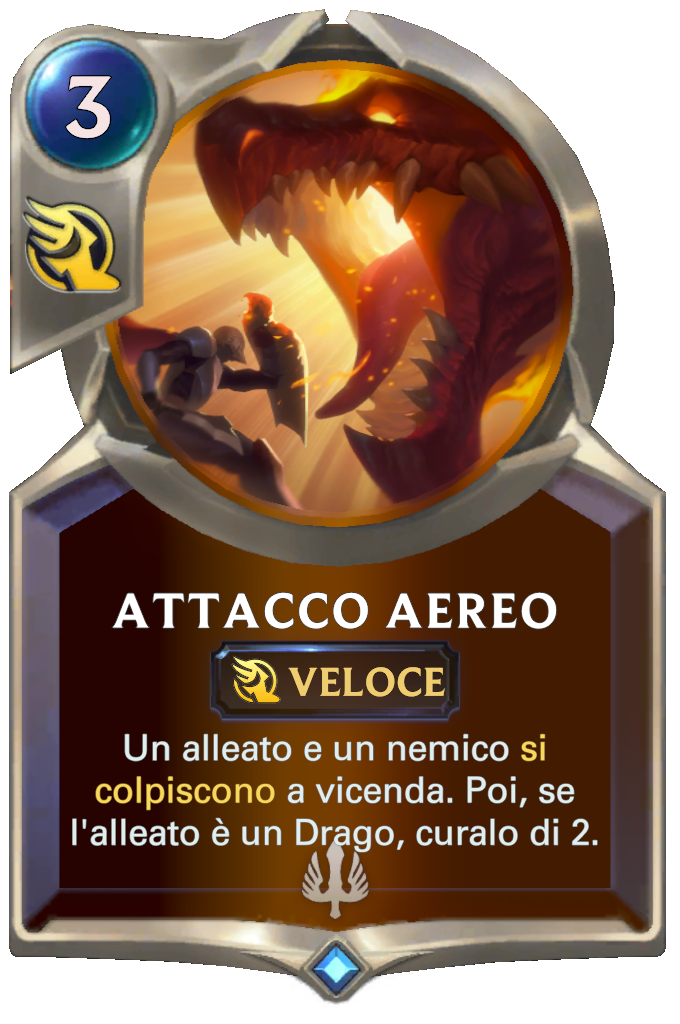 3
ATTACCO AEREO
VELOCE
Un alleato e un nemico si
colpiscono a vicenda. Poi, se
l'alleato è un Drago, curalo di 2.